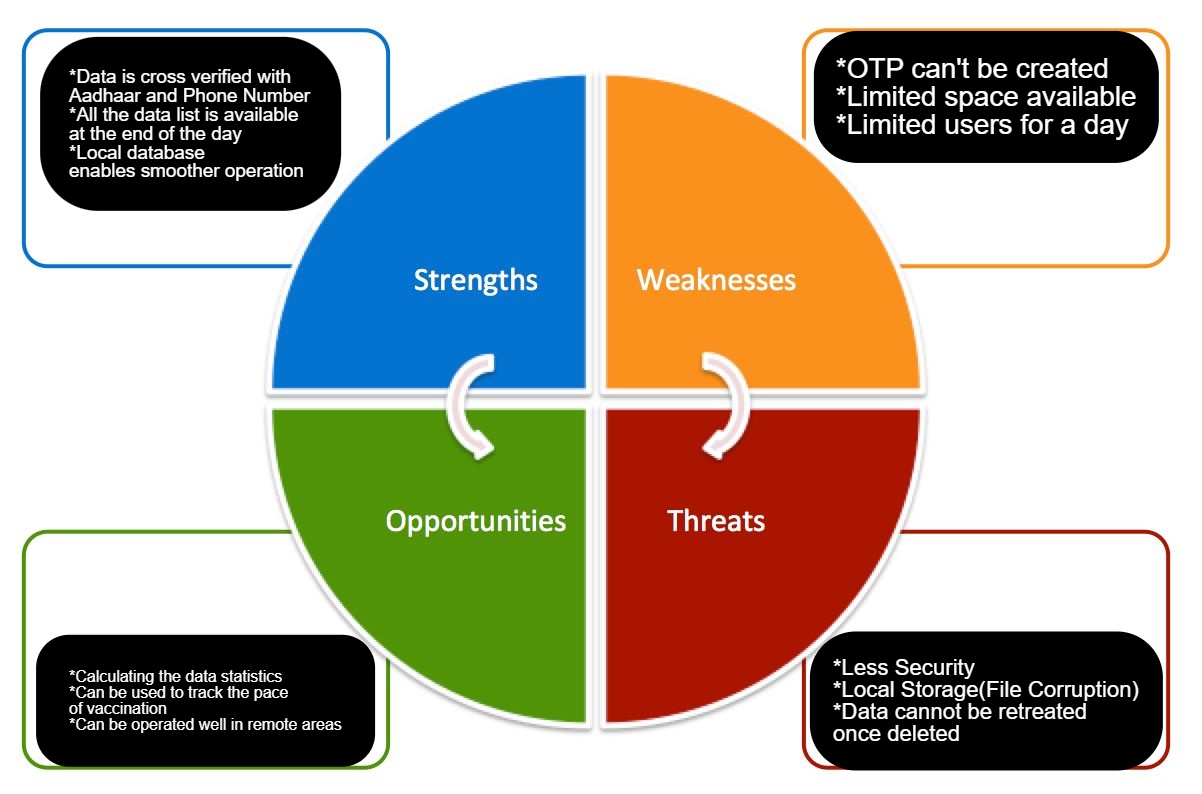 *Data is cross verified with
Aadhaar and Phone Number
*All the data list is available
at the end of the day
*Local database
enables smoother operation
*OTP can't be created
*Limited space available
*Limited users for a day
Strengths
Weaknesses
Opportunities
Threats
*Calculating the data statistics
*Can be used to track the pace
of vaccination
*Can be operated well in remote areas
*Less Security
*Local Storage(File Corruption)
*Data cannot be retreated
once deleted